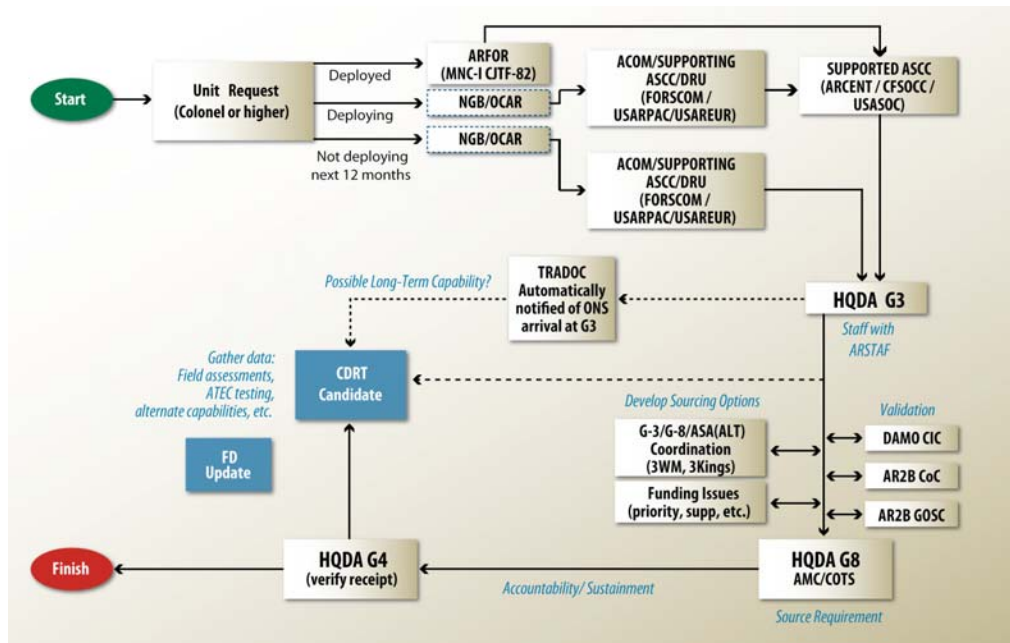 Start
Unit Request
(Colonel or higher)
Deployed
Deploying
Not deploying
next 12 months
ARFOR
(MNC-I CJTF-82)
NGB/OCAR
NGB/OCAR
ACOM/SUPPORTING
ASCC/DRU
(FORSCOM /
USARPAC/USAREUR)
SUPPORTED ASCC
(ARCENT / CFSOCC /
USASOC)
ACOM/SUPPORTING
ASCC/DRU
(FORSCOM /
USARPAC/USAREUR)
Possible Long-Term Capability?
TRADOC
Automatically
notified of ONS
arrival at G3
HQDA G3
Staff with
ARSTAF
Gather data:
Field assessments,
ATEC testing,
alternate capabilities, etc.
CDRT
Candidate
FD
Update
Develop Sourcing Options
G-3/G-8/ASA(ALT)
Coordination
(3WM, 3Kings)
Funding Issues
(priority, supp, etc.)
Validation
DAMO CIC
AR2B CoC
AR2B GOSC
Finish
HQDA G4
(verify receipt)
Accountability/ Sustainment
HQDA G8
AMC/COTS
Source Requirement